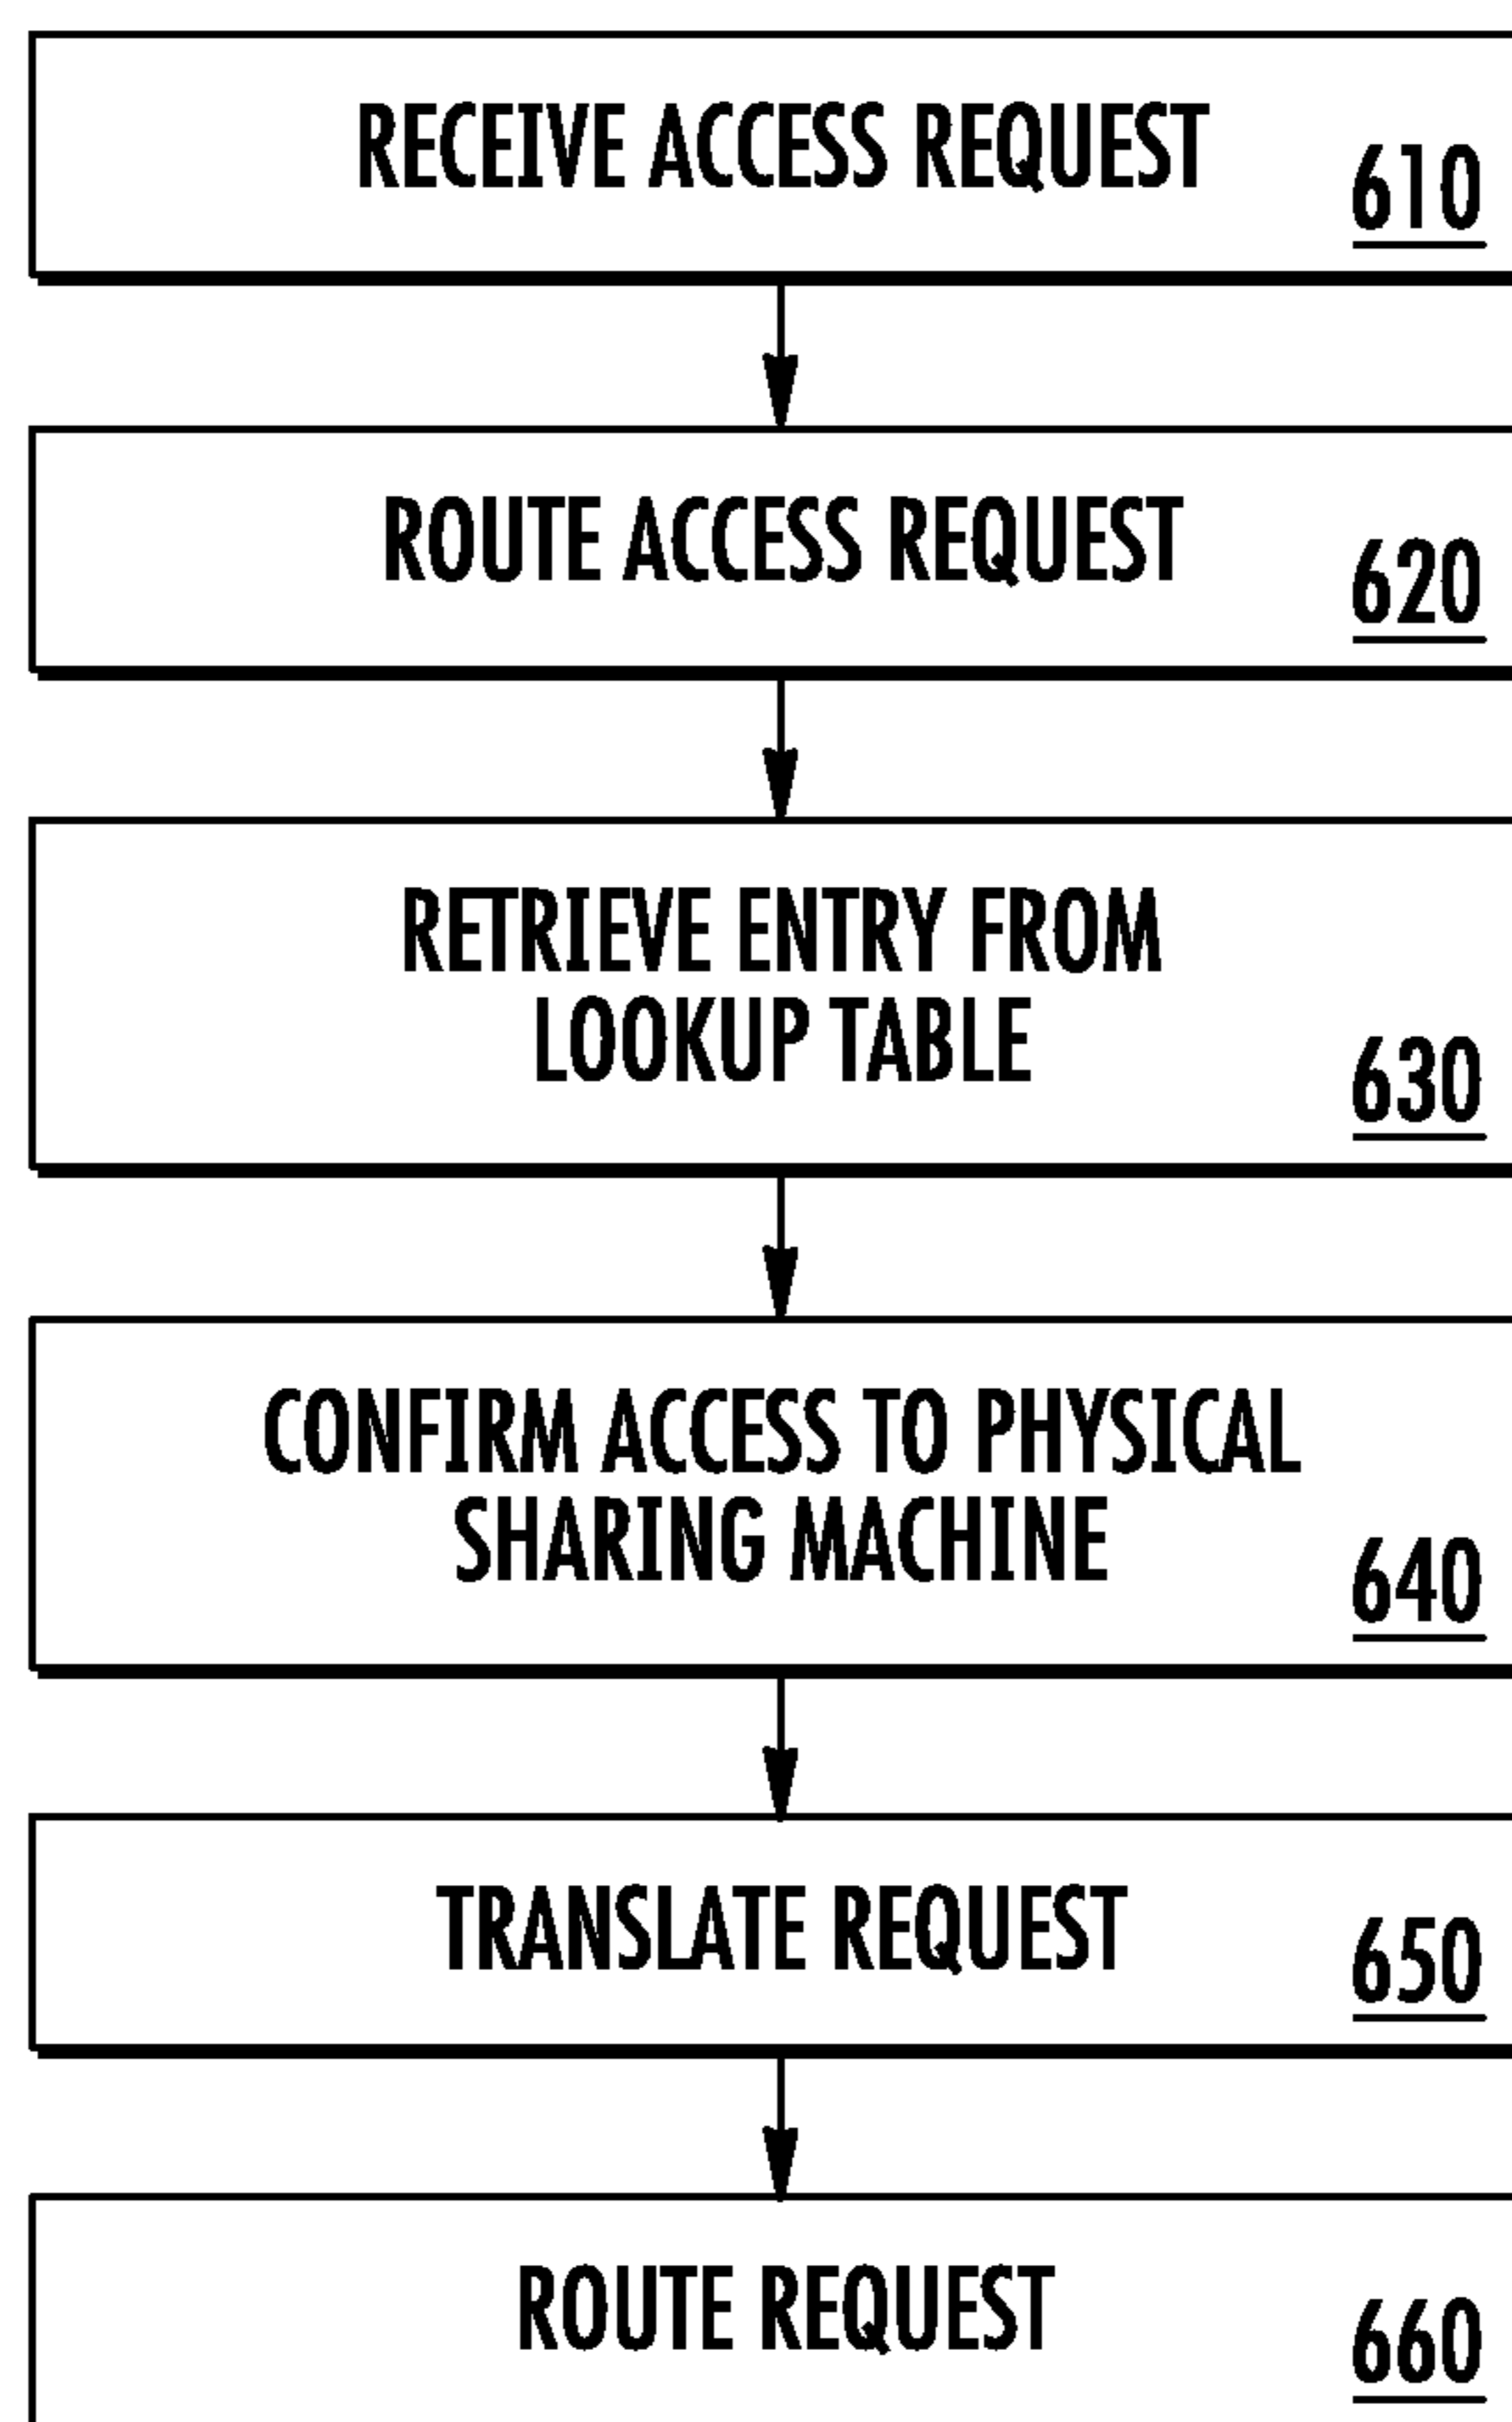 RECEIVE ACCESS REQUEST
610
ROUTE ACCESS REQUEST
620
RETRIEVE ENTRY FROM
LOOKUP TABLE
630
CONFIRM ACCESS TO PHYSICAL
SHARING MACHINE
640
TRANSLATE REQUEST
650
ROUTE REQUEST
660